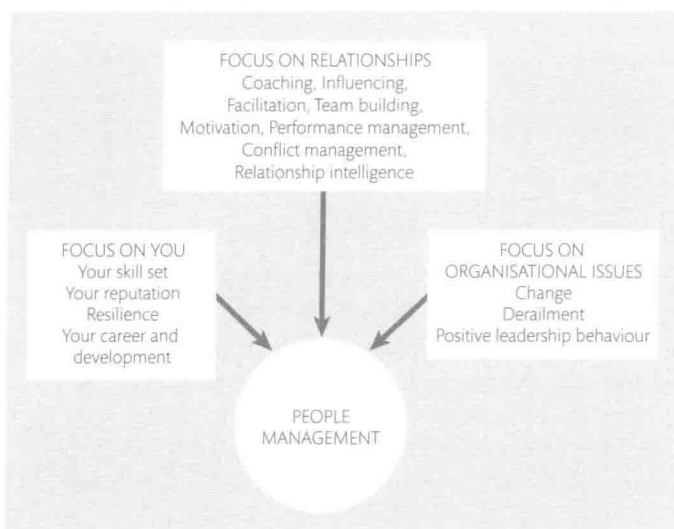 FOCUS ON RELATIONSHIPS
Coaching, Influencing,
Facilitation, Team building,
Motivation, Performance management,
Conflict management,
Relationship intelligence
FOCUS ON YOU
Your skill set
Your reputation
Resilience
Your career and
development
FOCUS ON
ORGANISATIONAL ISSUES
Change
Derailment
Positive leadership behaviour
PEOPLE
MANAGEMENT